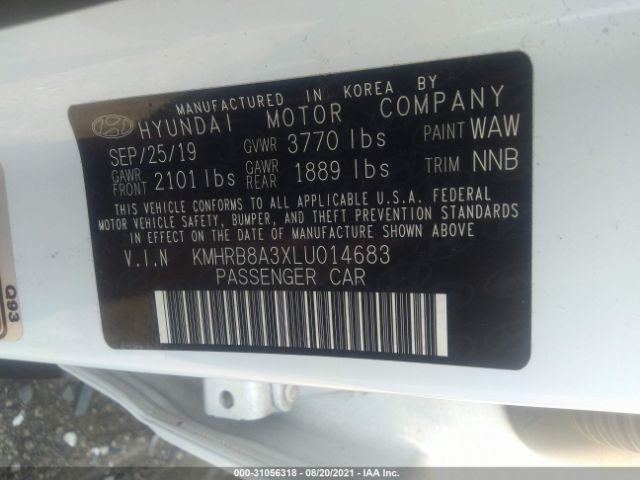 MANUFACTURED IN KOREA BY
HYUNDAI MOTOR COMPANY
SEP/25/19 GVWR 3770 lbs PAINT WAW
GAWR FRONT 2101 lbs GAWR REAR 1889 lbs TRIM NNB
THIS VEHICLE CONFORMS TO ALL APPLICABLE U.S.A. FEDERAL
MOTOR VEHICLE SAFETY, BUMPER, AND THEFT PREVENTION STANDARDS
IN EFFECT ON THE DATE OF MANUFACTURE SHOWN ABOVE.
V.I.N KMHRB8A3XLU014683
PASSENGER CAR
Q93
000-31056318 - 08/20/2021 - IAA Inc.